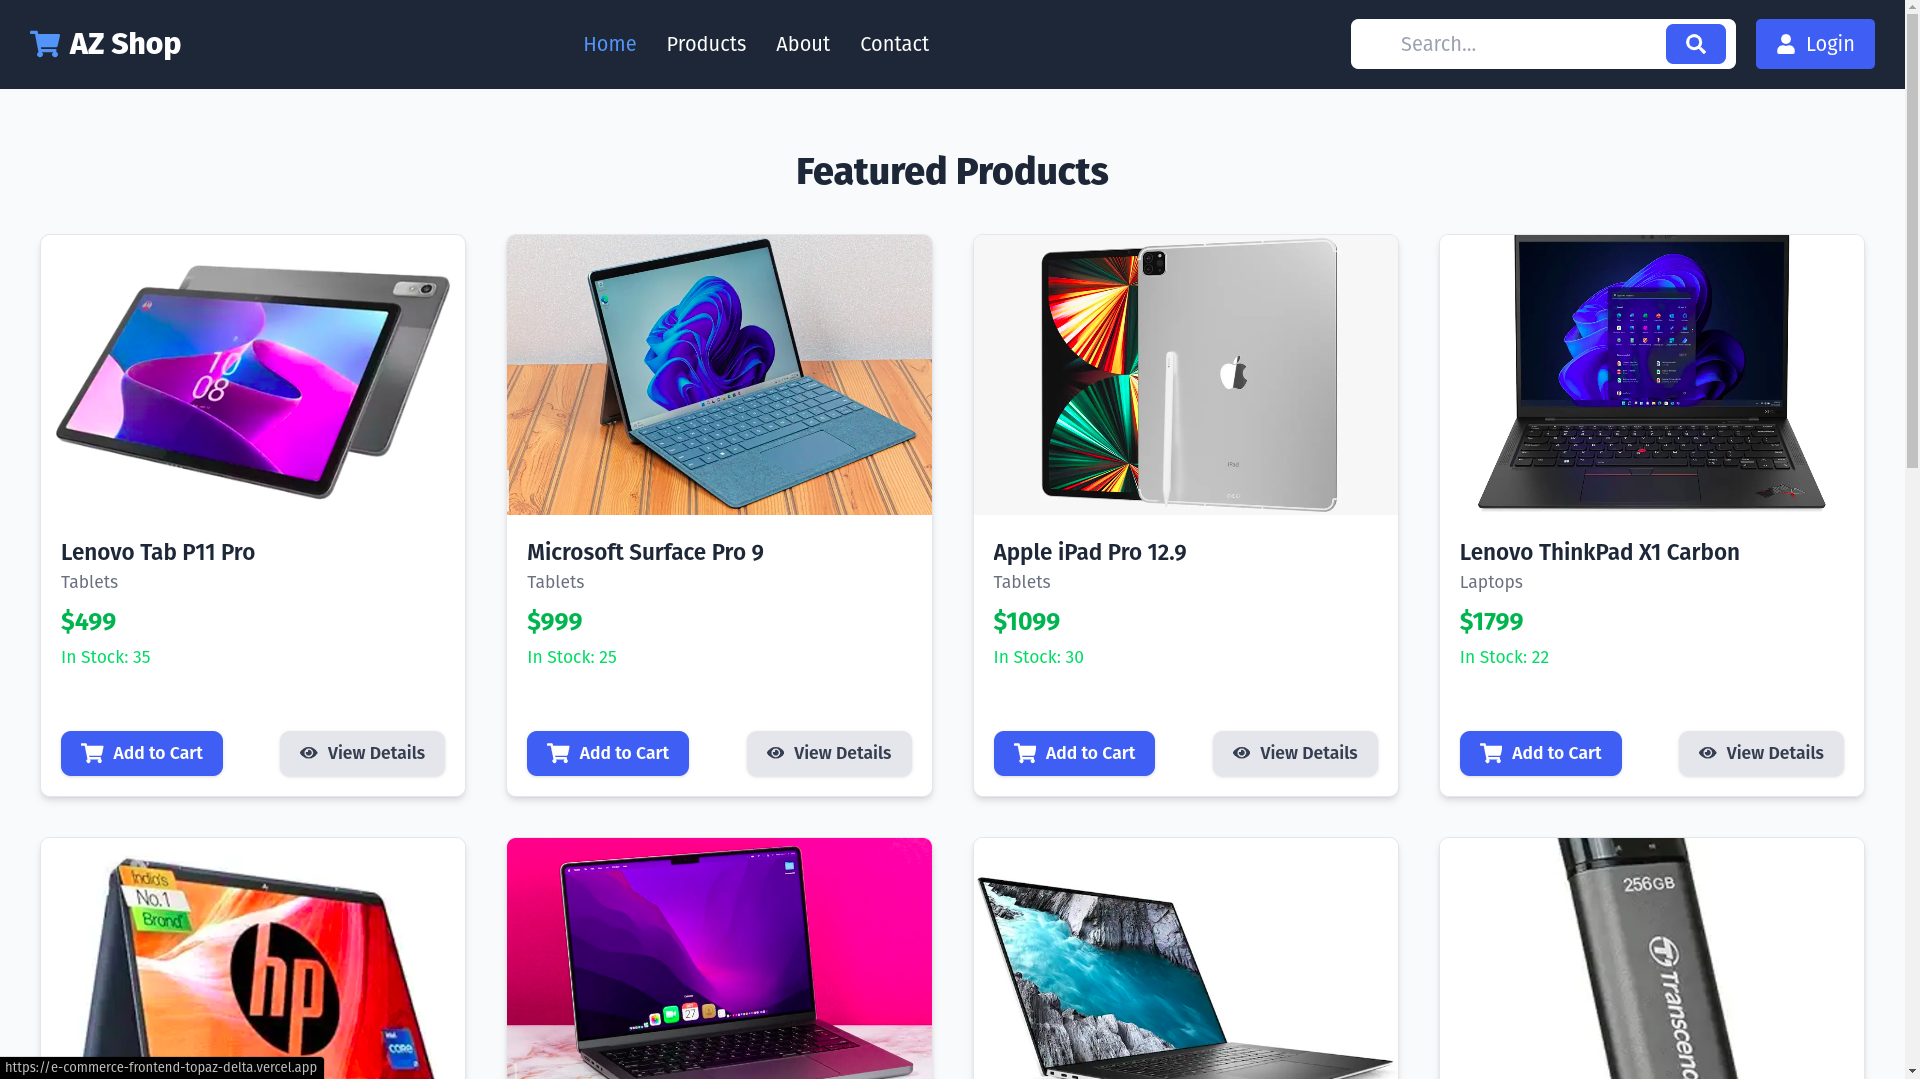 AZ Shop
Home
Products
About
Contact
Search...
Login
Featured Products
10
08
iPad
Lenovo Tab P11 Pro
Tablets
$499
In Stock: 35
Add to Cart
View Details
Microsoft Surface Pro 9
Tablets
$999
In Stock: 25
Add to Cart
View Details
Apple iPad Pro 12.9
Tablets
$1099
In Stock: 30
Add to Cart
View Details
Lenovo ThinkPad X1 Carbon
Laptops
$1799
In Stock: 22
Add to Cart
View Details
India's
No.1
Brand
hp
intel
CORE
27
256GB
Transcend
https://e-commerce-frontend-topaz-delta.vercel.app